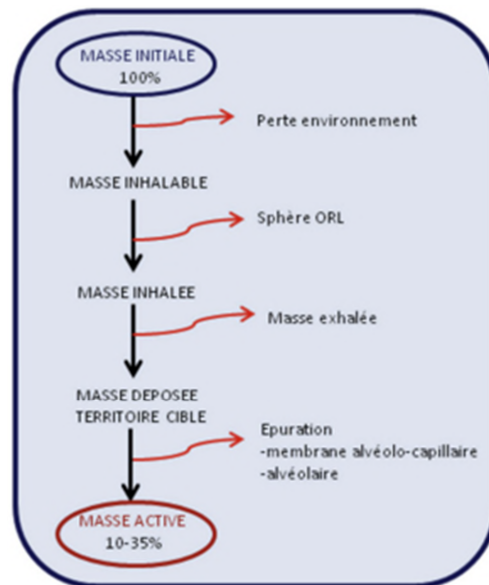 MASSE INITIALE
100%
Perte environnement
MASSE INHALABLE
Sphère ORL
MASSE INHALEE
Masse exhalée
MASSE DEPOSEE
TERRITOIRE CIBLE
Epuration
-membrane alvéolo-capillaire
-alvéolaire
MASSE ACTIVE
10-35%